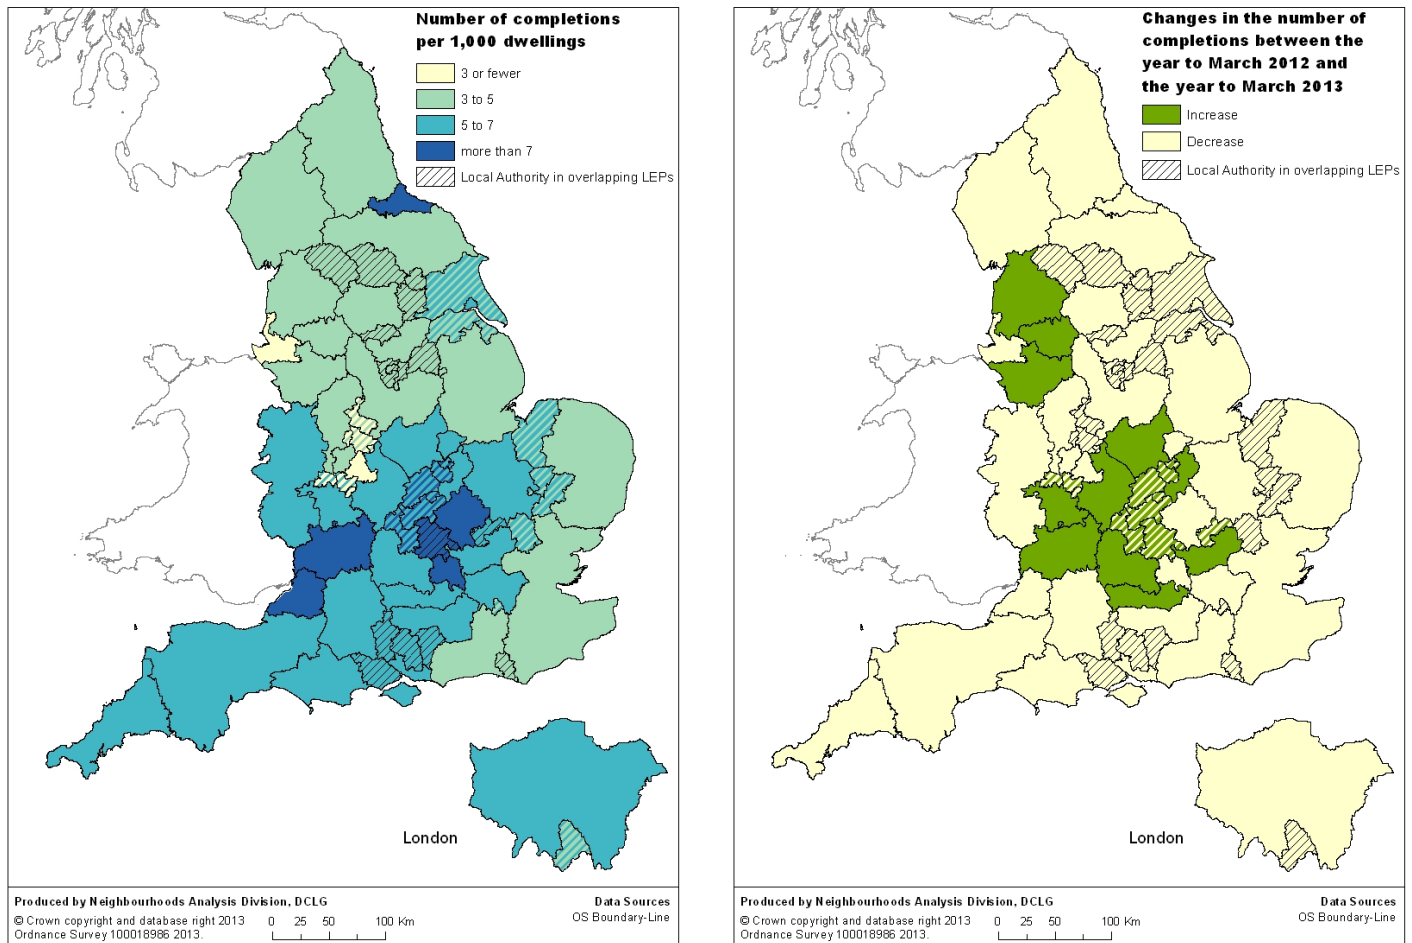 Number of completions
per 1,000 dwellings
3 or fewer
3 to 5
5 to 7
more than 7
Local Authority in overlapping LEPs
London
Produced by Neighbourhoods Analysis Division, DCLG
Data Sources
© Crown copyright and database right 2013
OS Boundary-Line
Ordnance Survey 100018986 2013.
0 25 50 100 Km
Changes in the number of
completions between the
year to March 2012 and
the year to March 2013
Increase
Decrease
Local Authority in overlapping LEPs
London
Produced by Neighbourhoods Analysis Division, DCLG
Data Sources
© Crown copyright and database right 2013
OS Boundary-Line
Ordnance Survey 100018986 2013.
0 25 50 100 Km